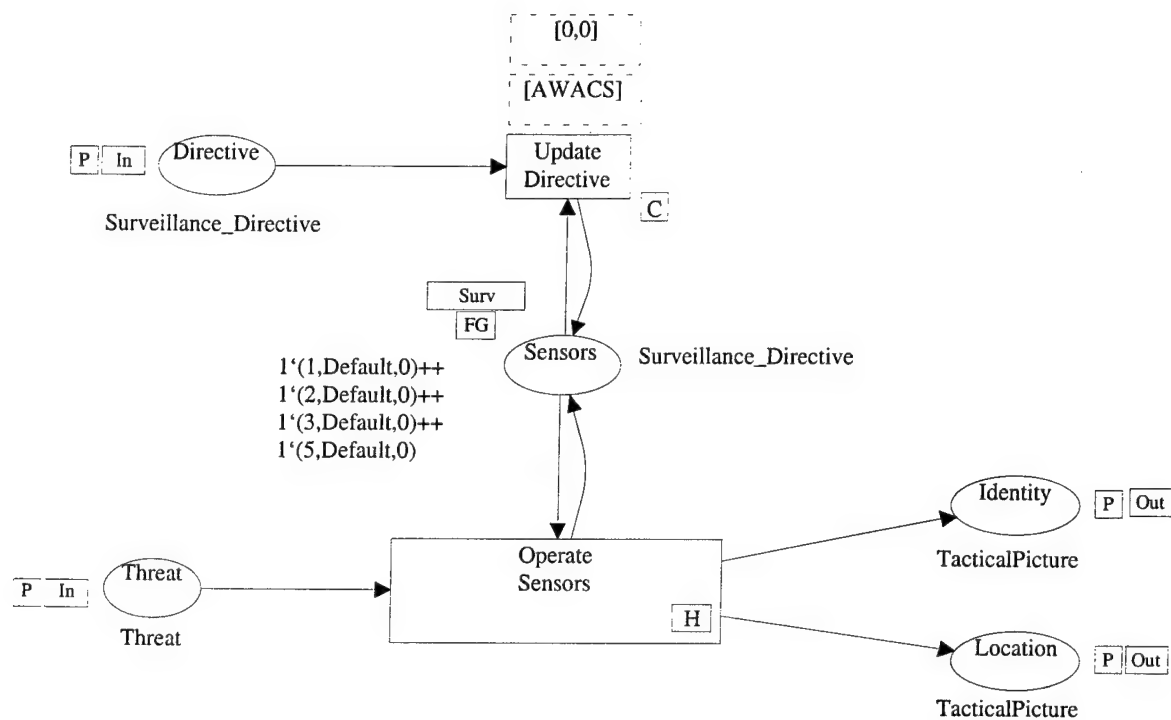 [0,0]
[AWACS]
P In Directive
Update
Directive
Surveillance_Directive
C
Surv
FG
Sensors
Surveillance_Directive
1‘(1,Default,0)++
1‘(2,Default,0)++
1‘(3,Default,0)++
1‘(5,Default,0)
Identity
P Out
TacticalPicture
Operate
Sensors
P In
Threat
Threat
H
Location
P Out
TacticalPicture